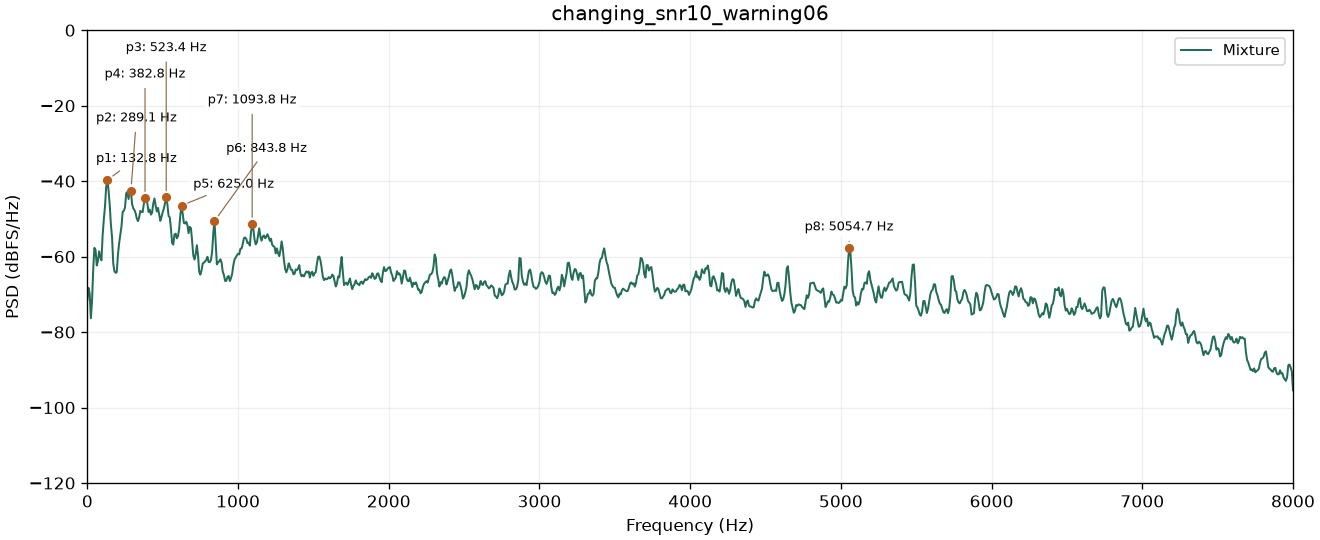 changing_snr10_warning06
Mixture
p3: 523.4 Hz
p4: 382.8 Hz
p7: 1093.8 Hz
p2: 289.1 Hz
p6: 843.8 Hz
p1: 132.8 Hz
p5: 625.0 Hz
p8: 5054.7 Hz
PSD (dBFS/Hz)
0
−20
−40
−60
−80
−100
−120
0 1000 2000 3000 4000 5000 6000 7000 8000
Frequency (Hz)